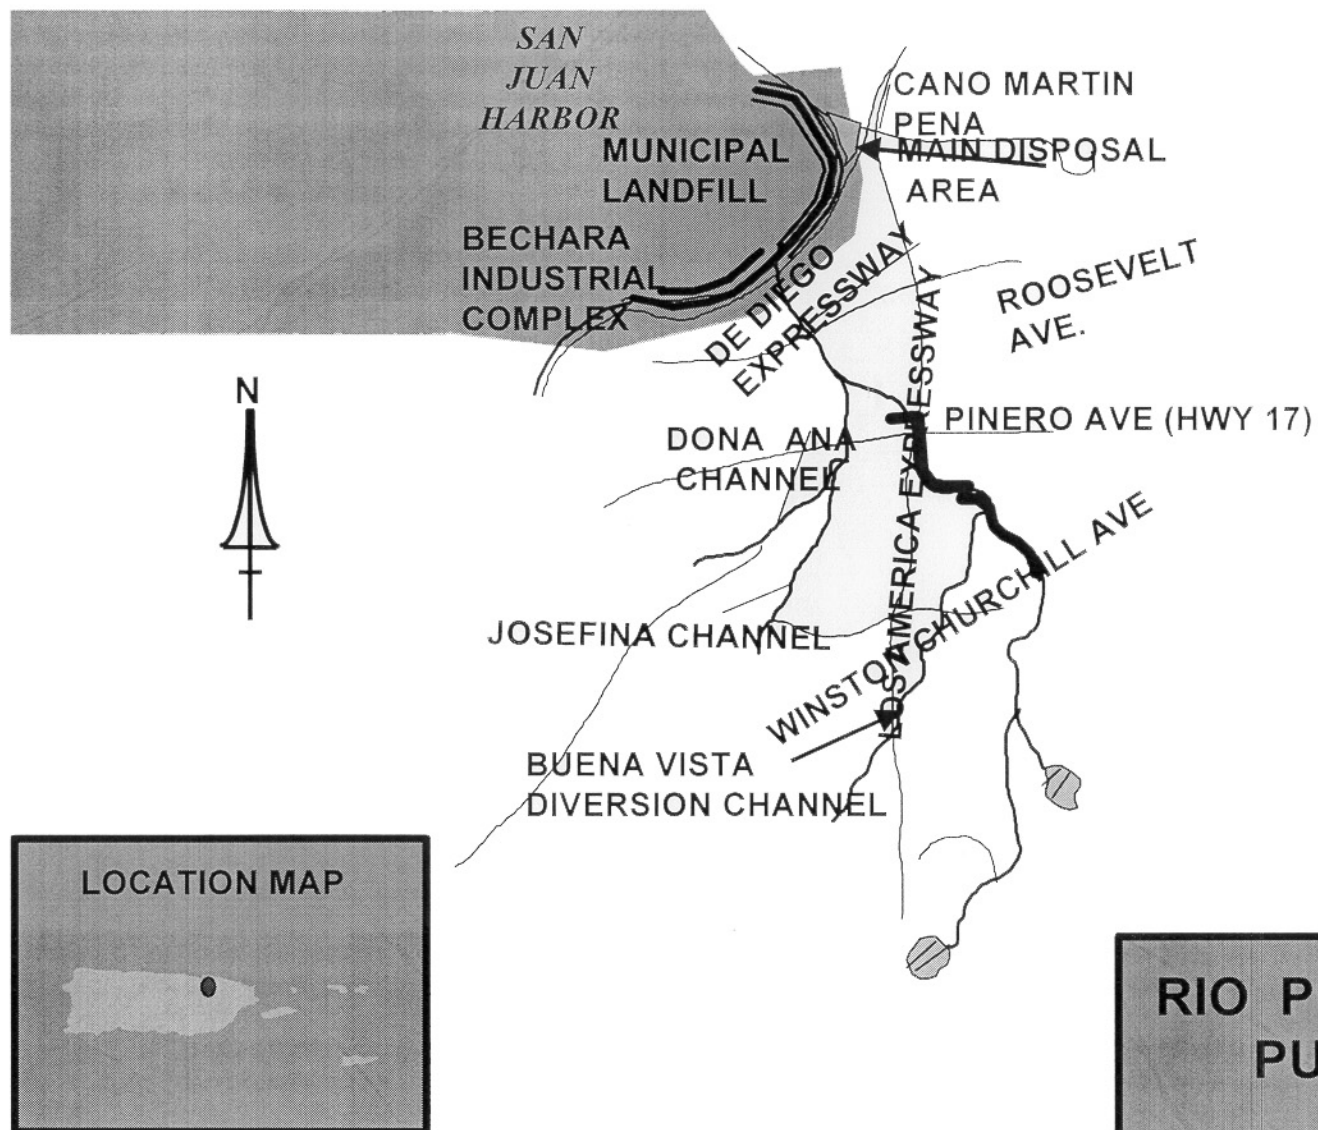 SAN
JUAN
HARBOR
CANO MARTIN
PENA
MUNICIPAL
LANDFILL
MAIN DISPOSAL
AREA
BECHARA
INDUSTRIAL
COMPLEX
DE DIEGO
EXPRESSWAY
ROOSEVELT
AVE.
N
PINERO AVE (HWY 17)
DONA ANA
CHANNEL
LOS AMERICA EXPRESSWAY
JOSEFINA CHANNEL
WINSTON CHURCHILL AVE
BUENA VISTA
DIVERSION CHANNEL
LOCATION MAP
RIO P
PU